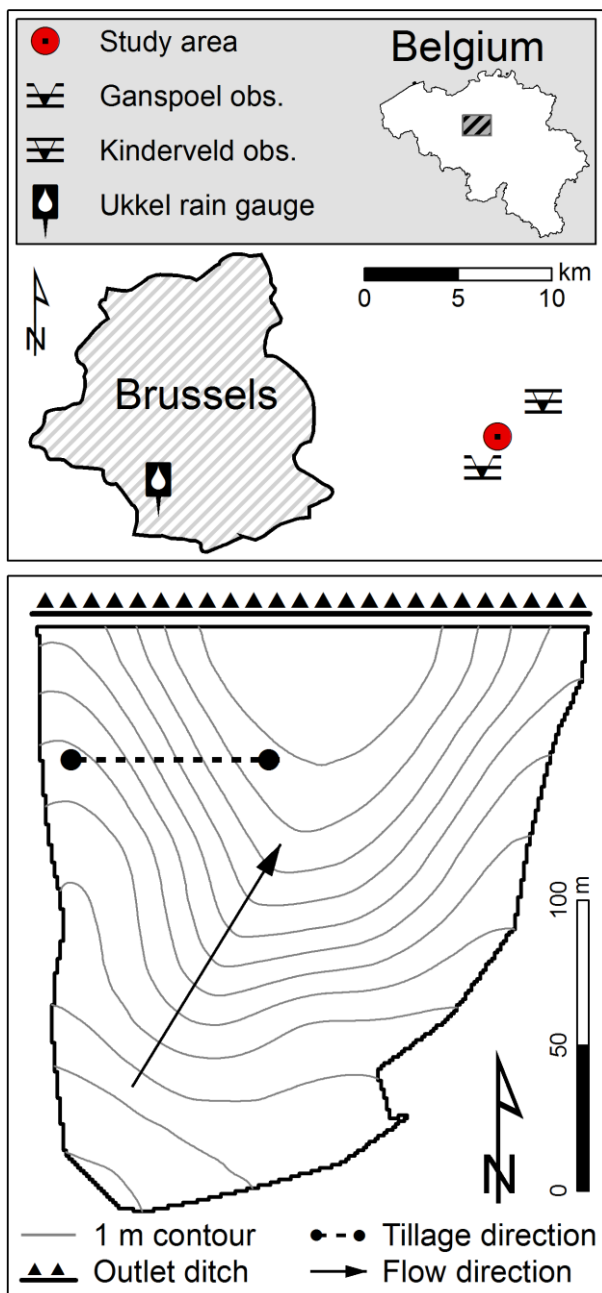 Study area
Belgium
Ganspoel obs.
Kinderveld obs.
Ukkel rain gauge
N
km
0 5 10
Brussels
100
m
50
0
N
1 m contour
Tillage direction
Outlet ditch
Flow direction